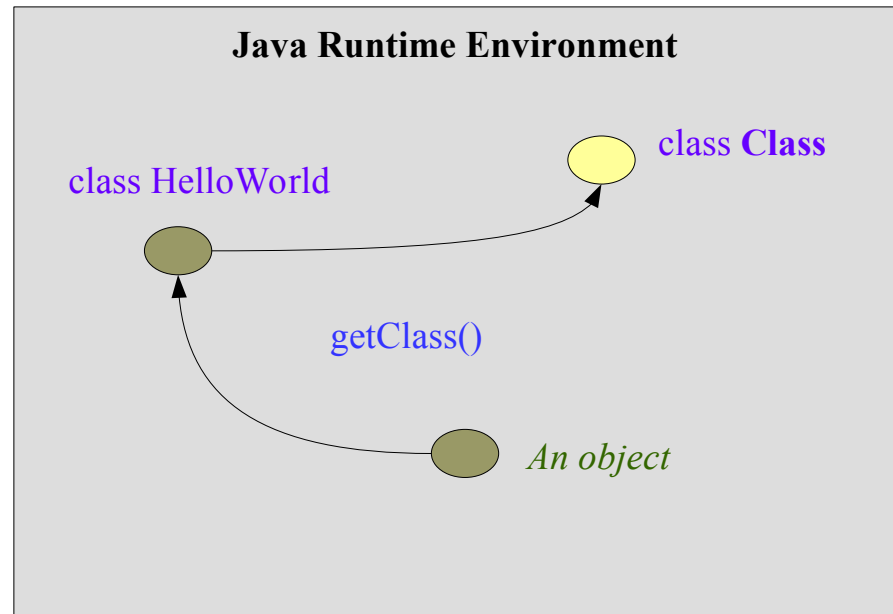 Java Runtime Environment
class Class
class HelloWorld
getClass()
An object